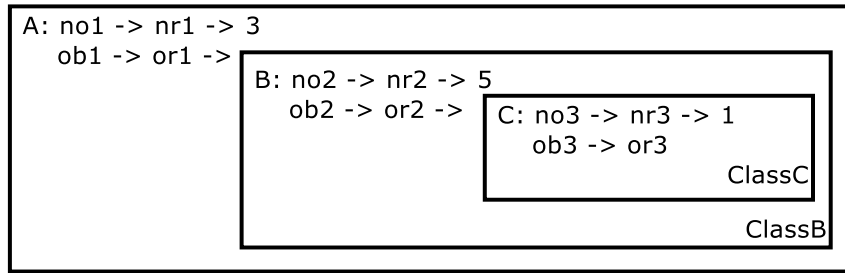 A: no1 -> nr1 -> 3
ob1 -> or1 ->
B: no2 -> nr2 -> 5
ob2 -> or2 ->
C: no3 -> nr3 -> 1
ob3 -> or3
ClassC
ClassB